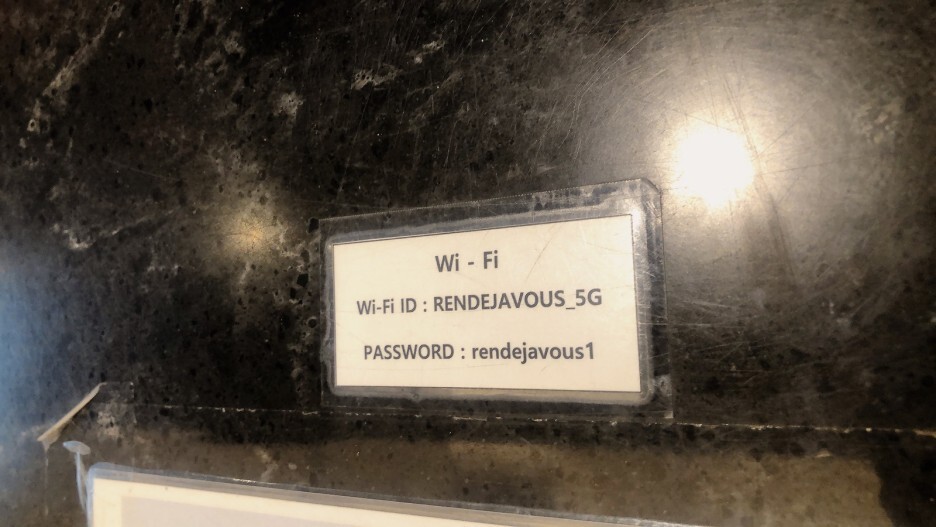 Wi - Fi
Wi-Fi ID : RENDEJAVOUS_5G
PASSWORD : rendejavous1